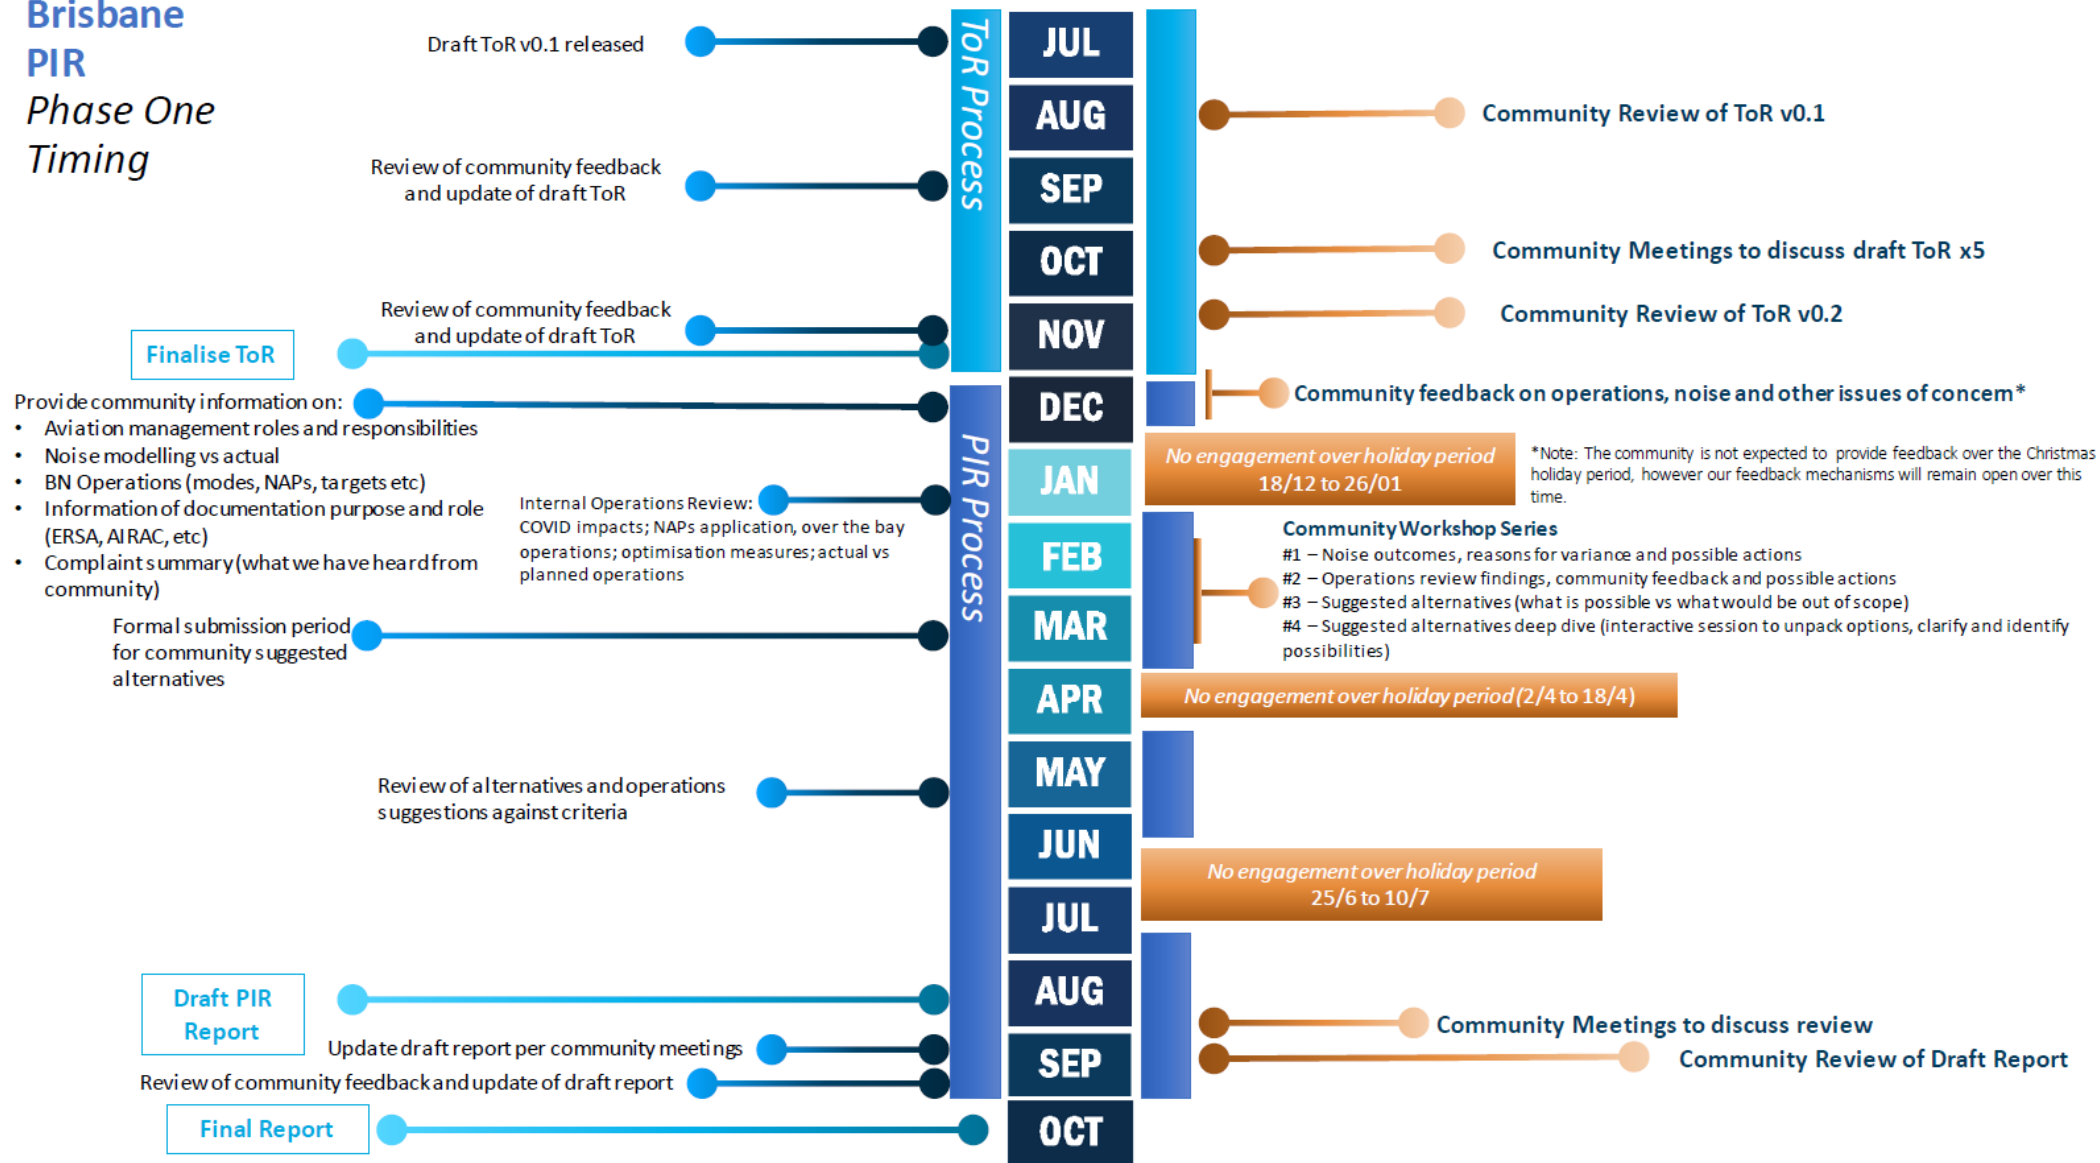 Brisbane
PIR
Phase One
Timing
Draft ToR v0.1 released
Review of community feedback
and update of draft ToR
Review of community feedback
and update of draft ToR
Finalise ToR
Provide community information on:
• Aviation management roles and responsibilities
• Noise modelling vs actual
• BN Operations (modes, NAPs, targets etc)
• Information of documentation purpose and role
(ERSA, AIRAC, etc)
• Complaint summary (what we have heard from
community)
Internal Operations Review:
COVID impacts; NAPs application, over the bay
operations; optimisation measures; actual vs
planned operations
Formal submission period
for community suggested
alternatives
Review of alternatives and operations
suggestions against criteria
Draft PIR
Report
Update draft report per community meetings
Review of community feedback and update of draft report
Final Report
ToR Process
PIR Process
JUL
AUG
SEP
OCT
NOV
DEC
JAN
FEB
MAR
APR
MAY
JUN
JUL
AUG
SEP
OCT
Community Review of ToR v0.1
Community Meetings to discuss draft ToR x5
Community Review of ToR v0.2
Community feedback on operations, noise and other issues of concern*
No engagement over holiday period
18/12 to 26/01
*Note: The community is not expected to provide feedback over the Christmas
holiday period, however our feedback mechanisms will remain open over this
time.
Community Workshop Series
#1 – Noise outcomes, reasons for variance and possible actions
#2 – Operations review findings, community feedback and possible actions
#3 – Suggested alternatives (what is possible vs what would be out of scope)
#4 – Suggested alternatives deep dive (interactive session to unpack options, clarify and identify
possibilities)
No engagement over holiday period (2/4 to 18/4)
No engagement over holiday period
25/6 to 10/7
Community Meetings to discuss review
Community Review of Draft Report